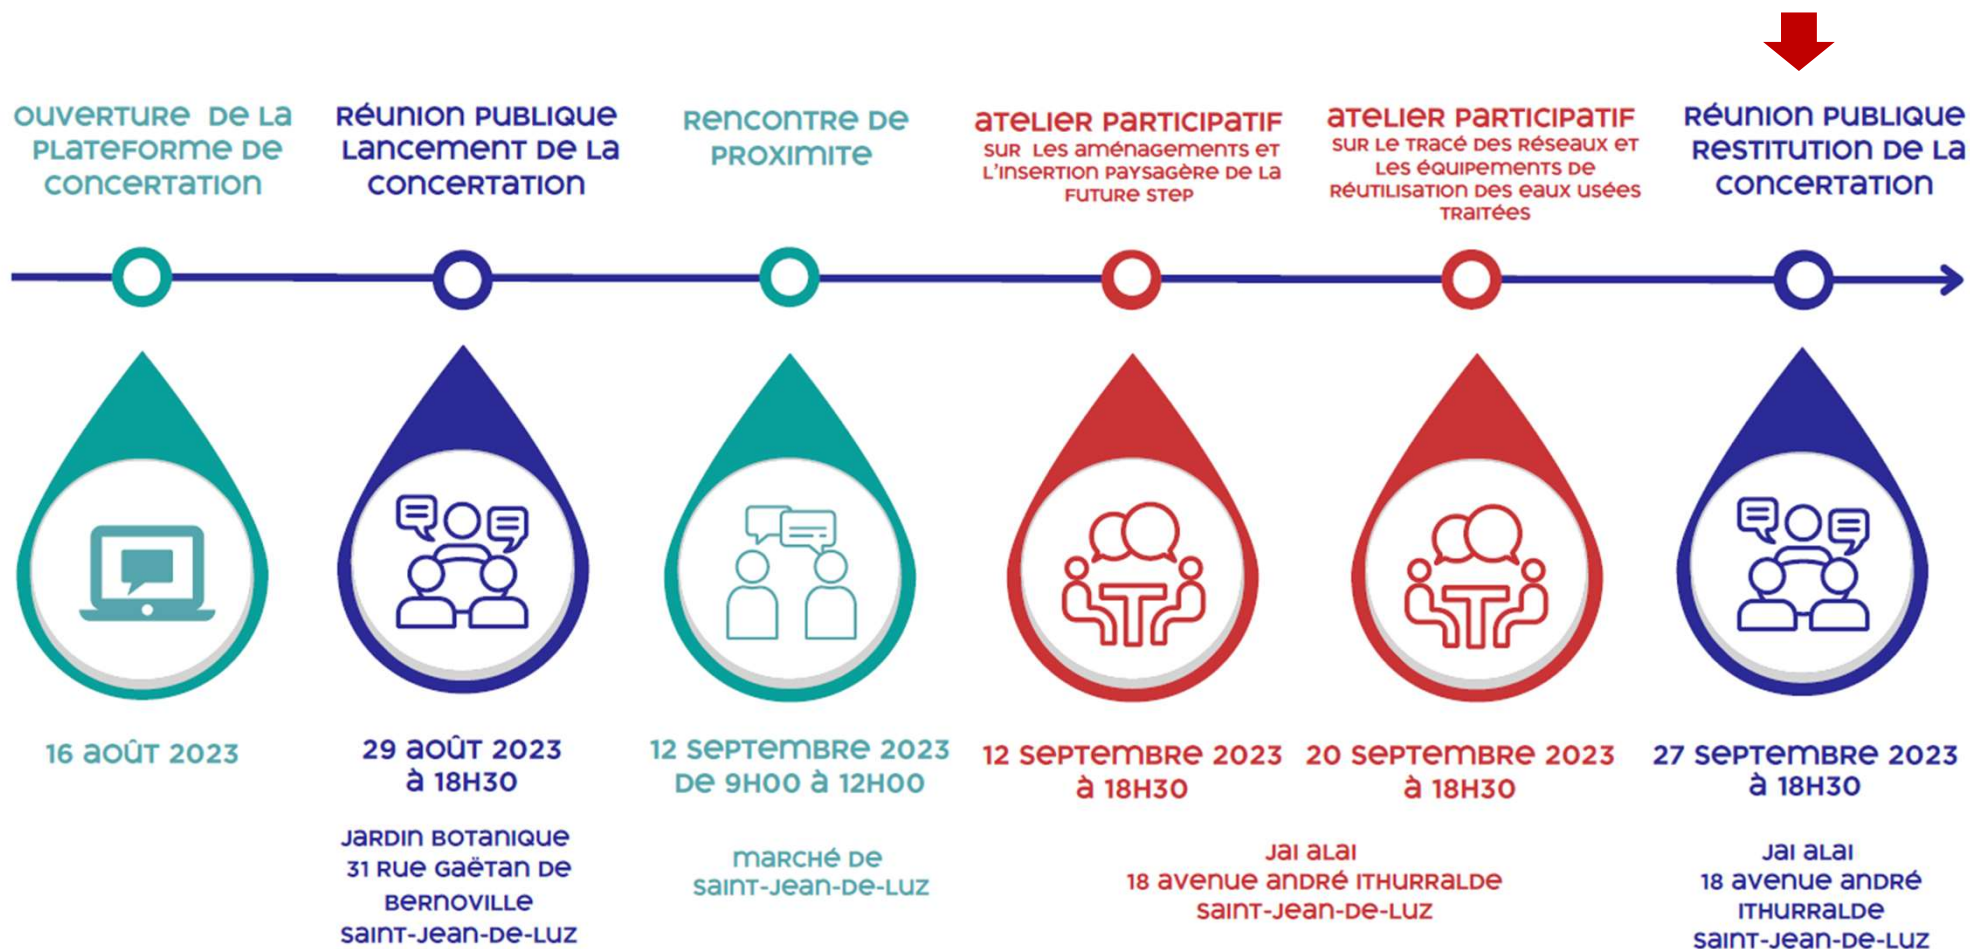 OUVERTURE DE LA
PLATEFORME DE
CONCERTATION
RÉUNION PUBLIQUE
LANCEMENT DE LA
CONCERTATION
RENCONTRE DE
PROXIMITE
ATELIER PARTICIPATIF
SUR LES AMÉNAGEMENTS ET
L'INSERTION PAYSAGÈRE DE LA
FUTURE STEP
ATELIER PARTICIPATIF
SUR LE TRACÉ DES RÉSEAUX ET
LES ÉQUIPEMENTS DE
RÉUTILISATION DES EAUX USÉES
TRAITÉES
RÉUNION PUBLIQUE
RESTITUTION DE LA
CONCERTATION
16 AOÛT 2023
29 AOÛT 2023
À 18H30
JARDIN BOTANIQUE
31 RUE GAËTAN DE
BERNOVILLE
SAINT-JEAN-DE-LUZ
12 SEPTEMBRE 2023
DE 9H00 À 12H00
MARCHÉ DE
SAINT-JEAN-DE-LUZ
12 SEPTEMBRE 2023
À 18H30
20 SEPTEMBRE 2023
À 18H30
JAI ALAI
18 AVENUE ANDRÉ ITHURRALDE
SAINT-JEAN-DE-LUZ
27 SEPTEMBRE 2023
À 18H30
JAI ALAI
18 AVENUE ANDRÉ
ITHURRALDE
SAINT-JEAN-DE-LUZ